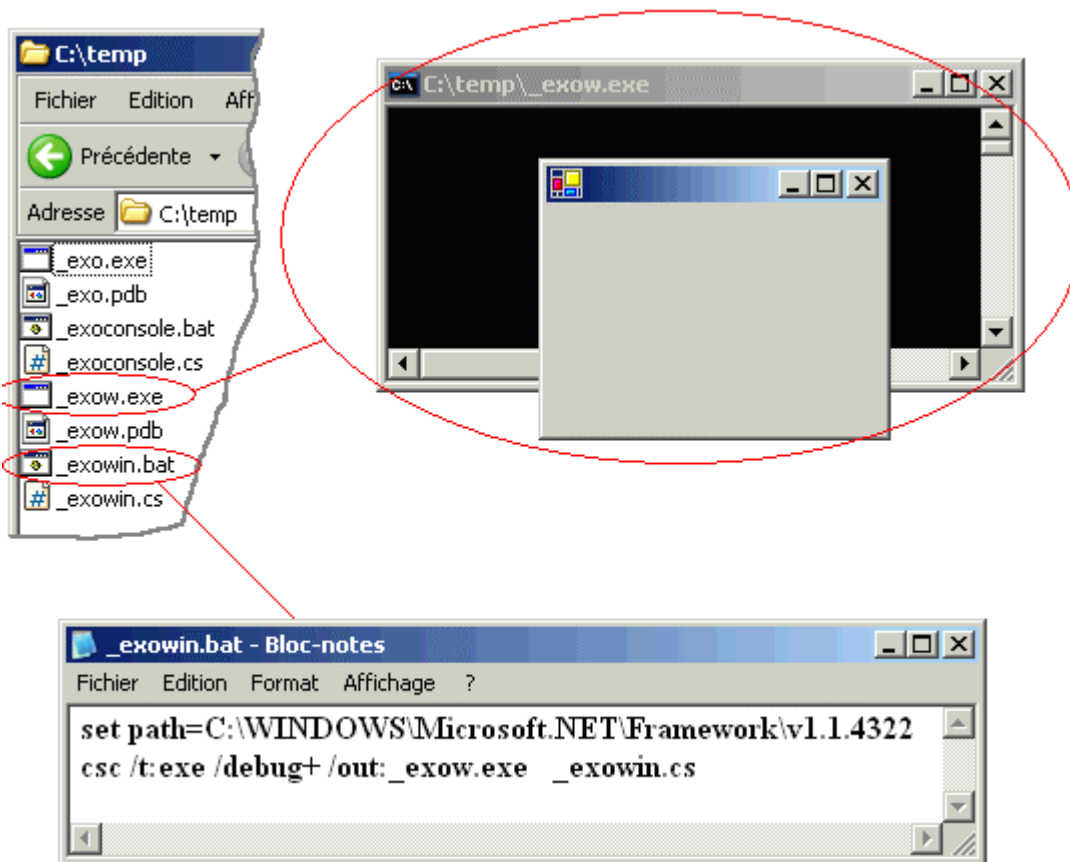 C:\temp
Fichier Edition Aff
Précédente
Adresse C:\temp
_exo.exe
_exo.pdb
_exoconsole.bat
_exoconsole.cs
_exow.exe
_exow.pdb
_exowin.bat
_exowin.cs
C:\temp\_exow.exe
_exowin.bat - Bloc-notes
Fichier Edition Format Affichage ?
set path=C:\WINDOWS\Microsoft.NET\Framework\v1.1.4322
csc /t:exe /debug+ /out:_exow.exe _exowin.cs